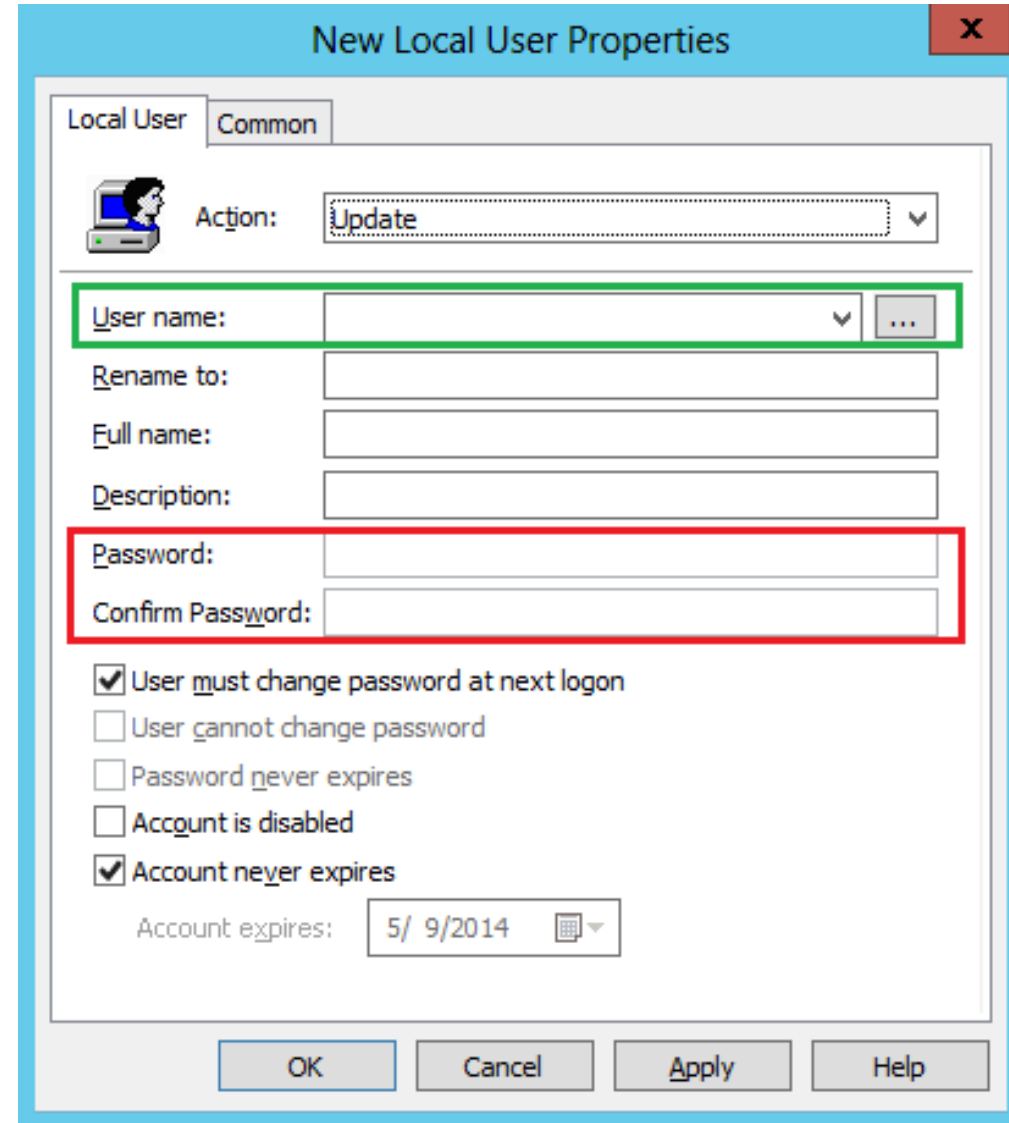 New Local User Properties
x
Local User Common
Action: Update
User name: ...
Rename to:
Full name:
Description:
Password:
Confirm Password:
User must change password at next logon
User cannot change password
Password never expires
Account is disabled
Account never expires
Account expires: 5/ 9/2014
OK Cancel Apply Help